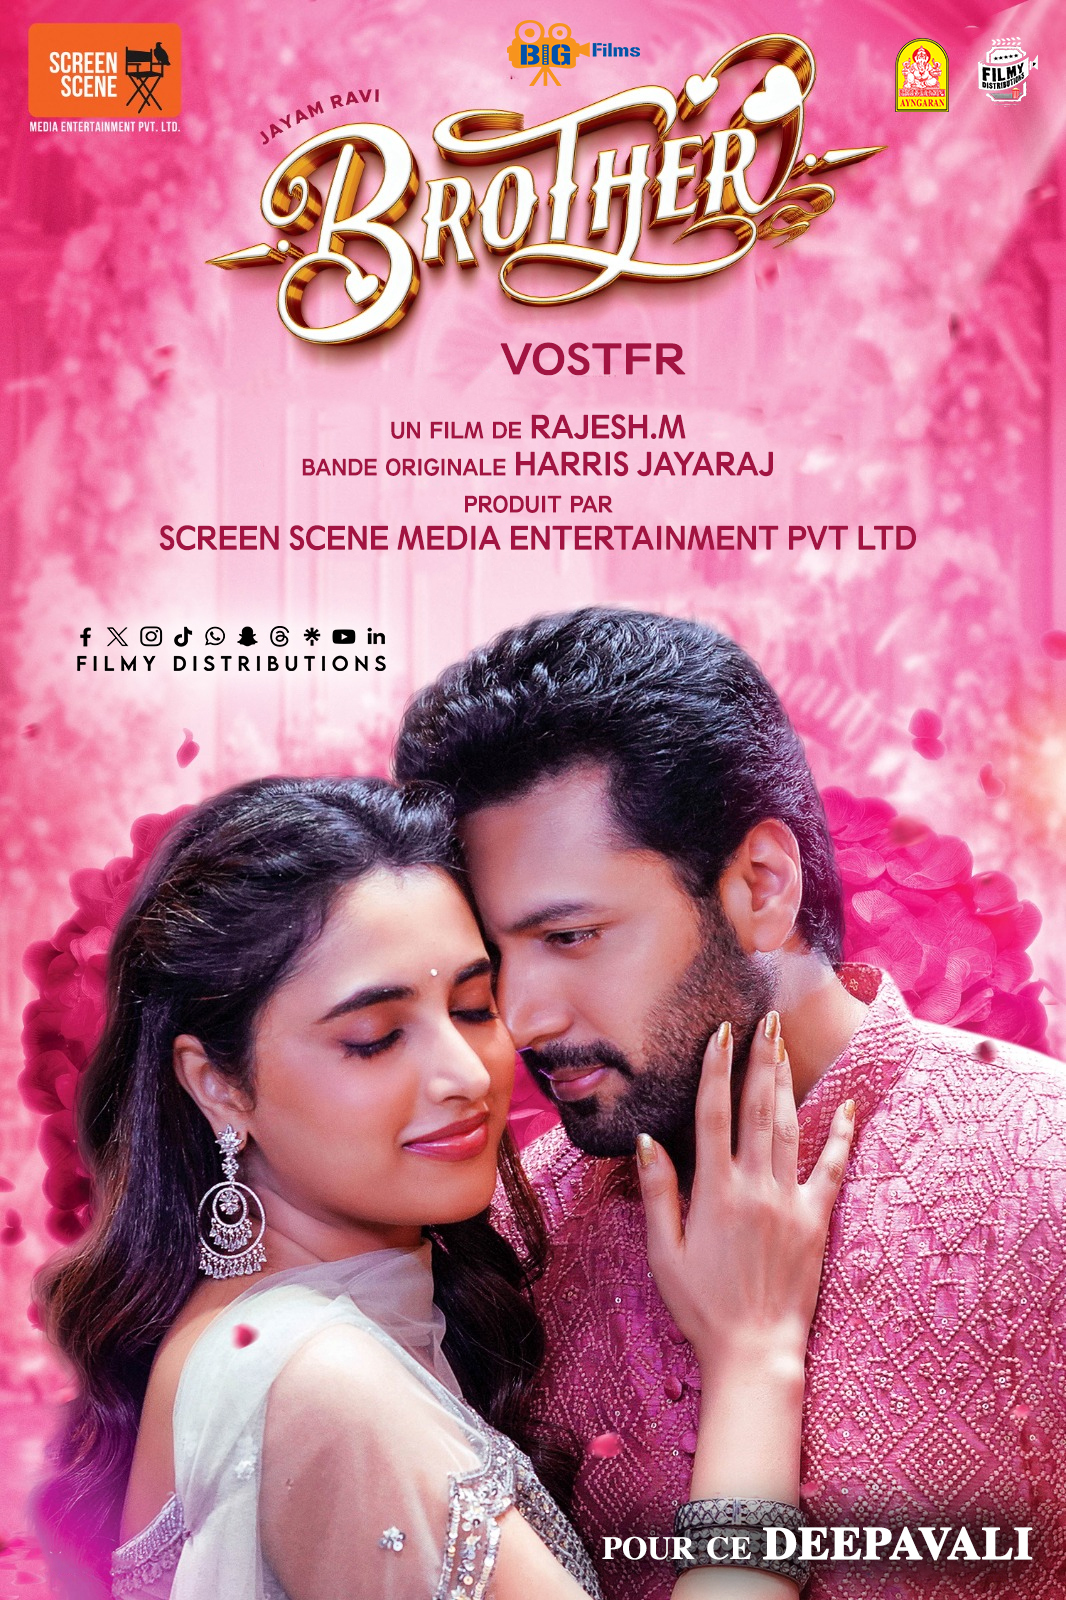 SCREEN
SCENE
MEDIA ENTERTAINMENT PVT. LTD.
BIG Films
AYNGARAN
FILMY
DISTRIBUTIONS
JAYAM RAVI
BROTHER
VOSTFR
UN FILM DE RAJESH.M
BANDE ORIGINALE HARRIS JAYARAJ
PRODUIT PAR
SCREEN SCENE MEDIA ENTERTAINMENT PVT LTD
FILMY DISTRIBUTIONS
POUR CE DEEPAVALI